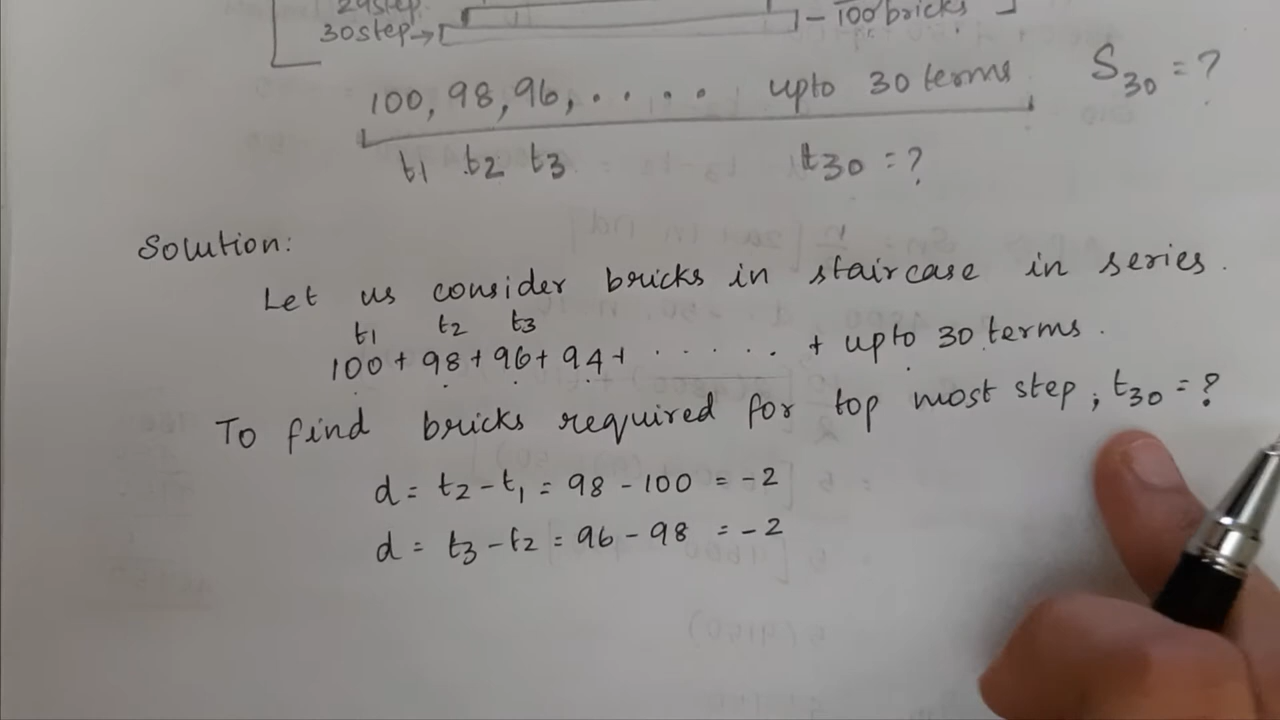 29step
30step→ – 100 bricks
100, 98, 96, . . . . upto 30 terms S30 = ?
t1 t2 t3 t30 = ?
Solution:
Let us consider bricks in staircase in series.
t1 t2 t3
100 + 98 + 96 + 94 + . . . . . . + upto 30 terms.
To find bricks required for top most step; t30 = ?
d = t2 - t1 = 98 - 100 = -2
d = t3 - t2 = 96 - 98 = -2